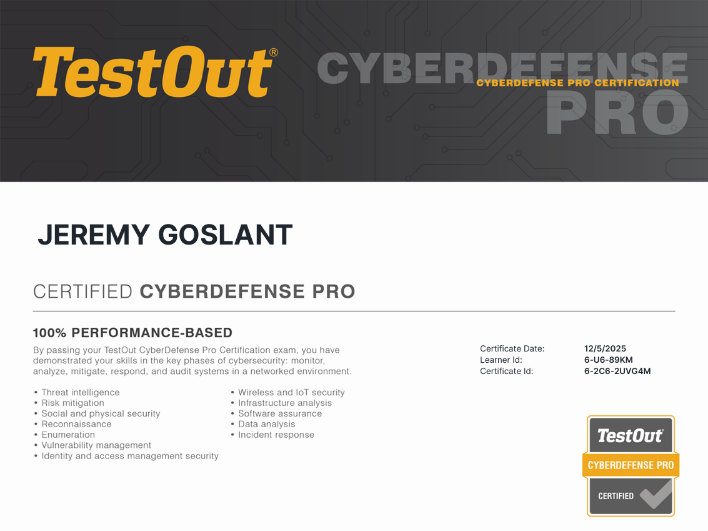 TestOut®
CYBERDEFENSE
CYBERDEFENSE PRO CERTIFICATION
PRO
JEREMY GOSLANT
CERTIFIED CYBERDEFENSE PRO
100% PERFORMANCE-BASED
By passing your TestOut CyberDefense Pro Certification exam, you have
demonstrated your skills in the key phases of cybersecurity: monitor,
analyze, mitigate, respond, and audit systems in a networked environment.
• Threat intelligence
• Risk mitigation
• Social and physical security
• Reconnaissance
• Enumeration
• Vulnerability management
• Identity and access management security
• Wireless and IoT security
• Infrastructure analysis
• Software assurance
• Data analysis
• Incident response
Certificate Date: 12/5/2025
Learner Id: 6-U6-89KM
Certificate Id: 6-2C6-2UVG4M
TestOut
CYBERDEFENSE PRO
CERTIFIED